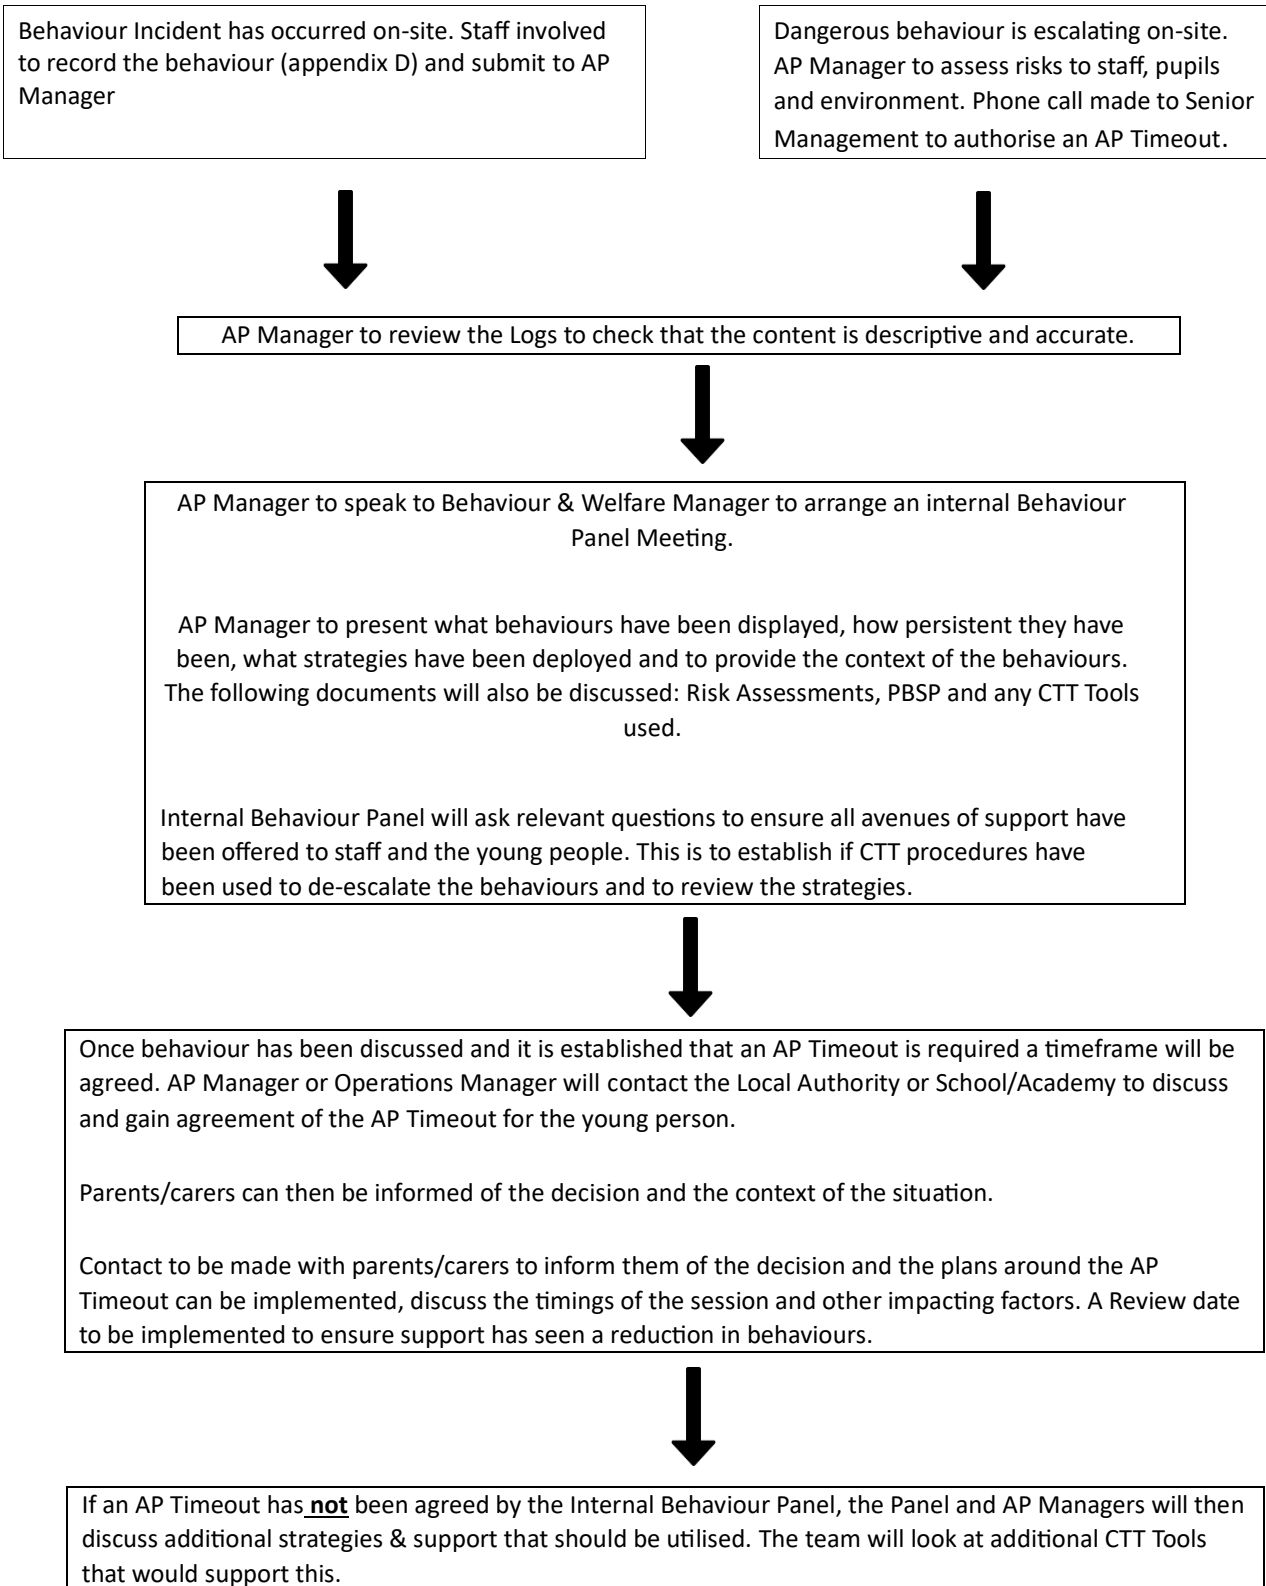 Behaviour Incident has occurred on-site. Staff involved
to record the behaviour (appendix D) and submit to AP
Manager
Dangerous behaviour is escalating on-site.
AP Manager to assess risks to staff, pupils
and environment. Phone call made to Senior
Management to authorise an AP Timeout.
AP Manager to review the Logs to check that the content is descriptive and accurate.
AP Manager to speak to Behaviour & Welfare Manager to arrange an internal Behaviour
Panel Meeting.
AP Manager to present what behaviours have been displayed, how persistent they have
been, what strategies have been deployed and to provide the context of the behaviours.
The following documents will also be discussed: Risk Assessments, PBSP and any CTT Tools
used.
Internal Behaviour Panel will ask relevant questions to ensure all avenues of support have
been offered to staff and the young people. This is to establish if CTT procedures have
been used to de-escalate the behaviours and to review the strategies.
Once behaviour has been discussed and it is established that an AP Timeout is required a timeframe will be
agreed. AP Manager or Operations Manager will contact the Local Authority or School/Academy to discuss
and gain agreement of the AP Timeout for the young person.
Parents/carers can then be informed of the decision and the context of the situation.
Contact to be made with parents/carers to inform them of the decision and the plans around the AP
Timeout can be implemented, discuss the timings of the session and other impacting factors. A Review date
to be implemented to ensure support has seen a reduction in behaviours.
If an AP Timeout has not been agreed by the Internal Behaviour Panel, the Panel and AP Managers will then
discuss additional strategies & support that should be utilised. The team will look at additional CTT Tools
that would support this.